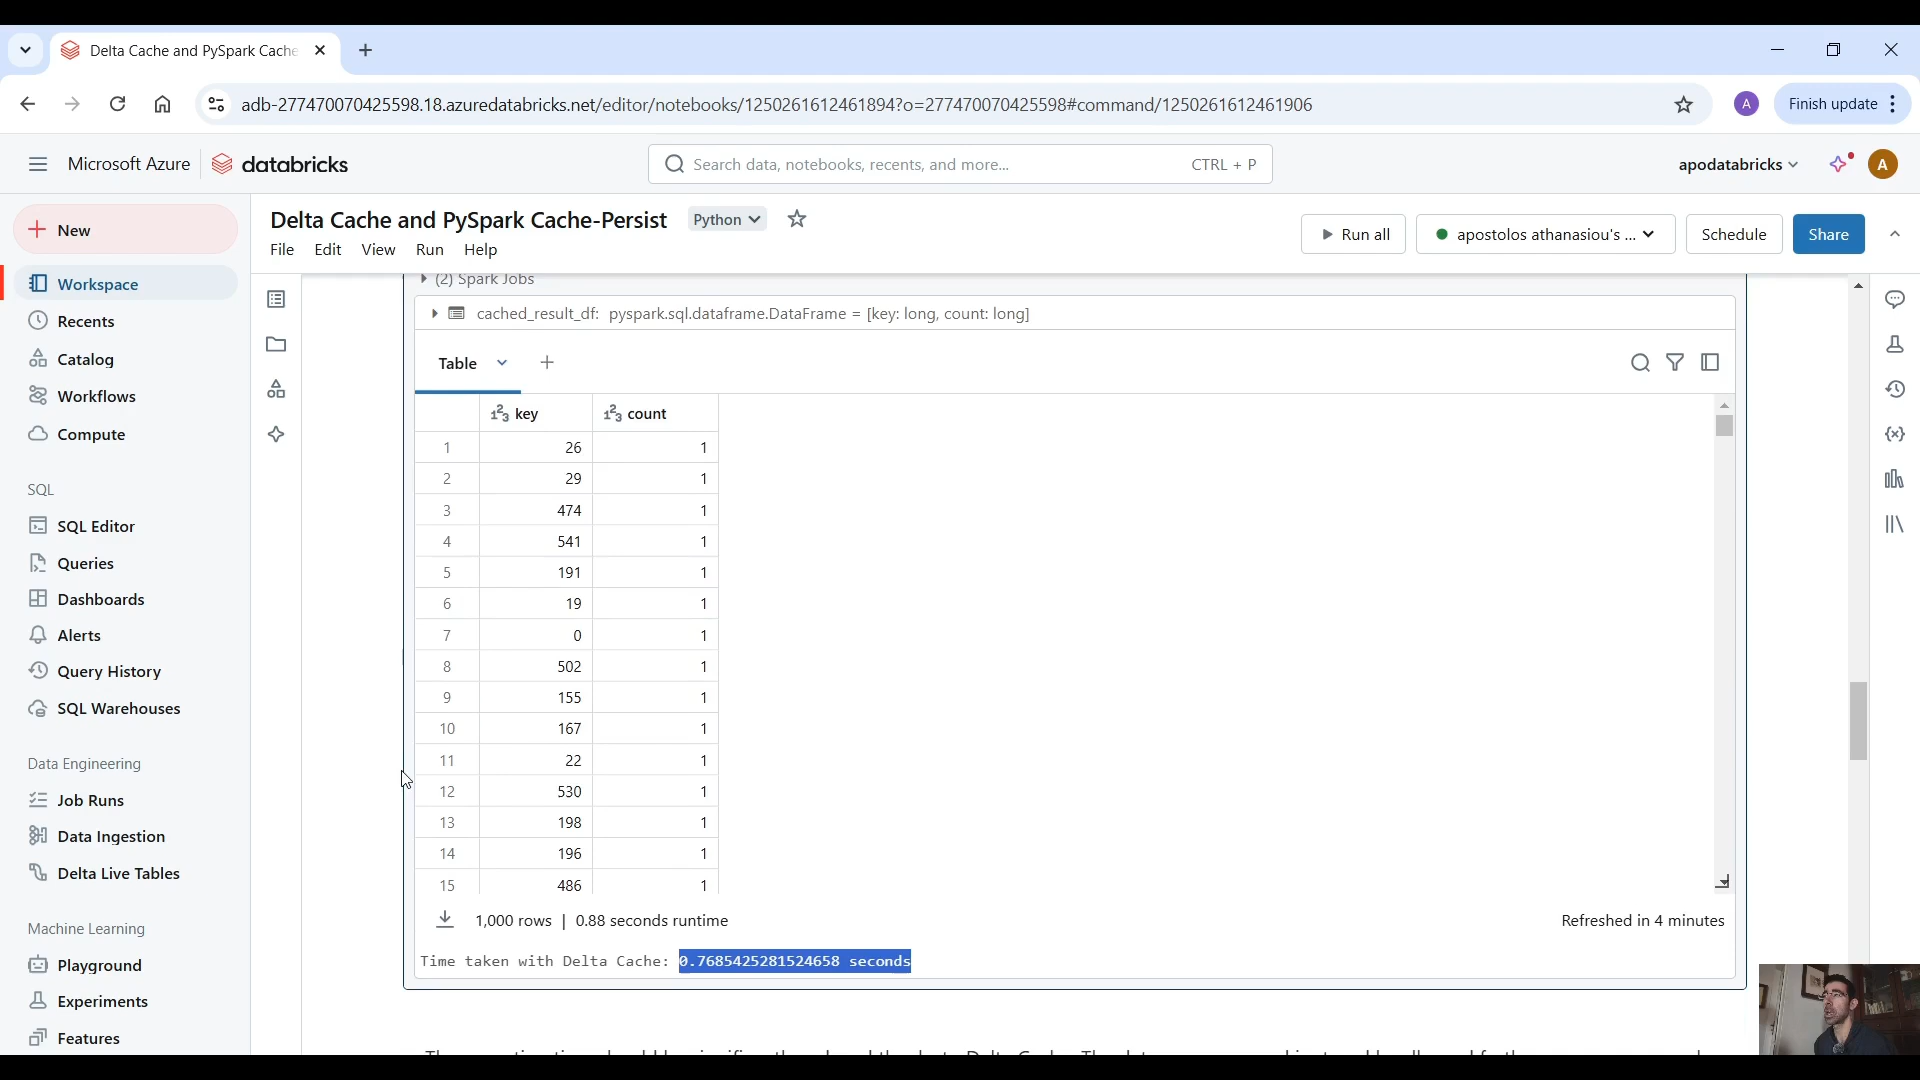 Delta Cache and PySpark Cache
adb-277470070425598.18.azuredatabricks.net/editor/notebooks/1250261612461894?o=277470070425598#command/1250261612461906
A
Finish update
Microsoft Azure
databricks
Search data, notebooks, recents, and more...
CTRL + P
apodatabricks
A
New
Workspace
Recents
Catalog
Workflows
Compute
SQL
SQL Editor
Queries
Dashboards
Alerts
Query History
SQL Warehouses
Data Engineering
Job Runs
Data Ingestion
Delta Live Tables
Machine Learning
Playground
Experiments
Features
Delta Cache and PySpark Cache-Persist
Python
File Edit View Run Help
Run all
apostolos athanasiou's ...
Schedule
Share
(2) Spark Jobs
cached_result_df: pyspark.sql.dataframe.DataFrame = [key: long, count: long]
Table
key count
1 26 1
2 29 1
3 474 1
4 541 1
5 191 1
6 19 1
7 0 1
8 502 1
9 155 1
10 167 1
11 22 1
12 530 1
13 198 1
14 196 1
15 486 1
1,000 rows | 0.88 seconds runtime
Refreshed in 4 minutes
Time taken with Delta Cache: 0.7685425281524658 seconds